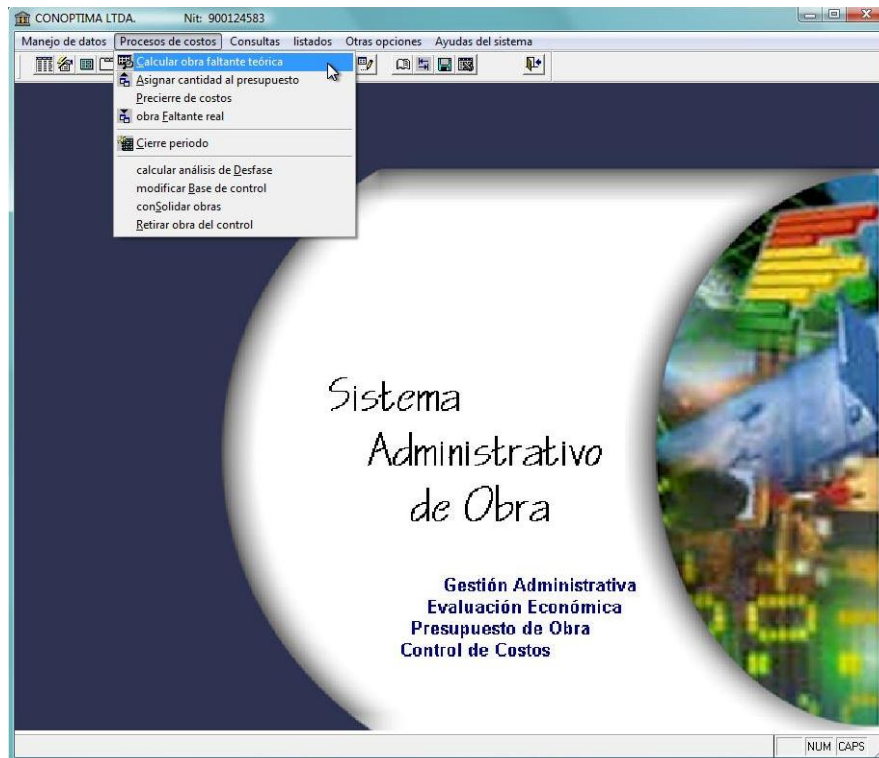 CONOPTIMA LTDA. Nit: 900124583
Manejo de datos Procesos de costos Consultas listados Otras opciones Ayudas del sistema
Calcular obra faltante teórica
Asignar cantidad al presupuesto
Precierre de costos
obra Faltante real
Cierre periodo
calcular análisis de Desfase
modificar Base de control
conSolidar obras
Retirar obra del control
Sistema
Administrativo
de Obra
Gestión Administrativa
Evaluación Económica
Presupuesto de Obra
Control de Costos
NUM CAPS